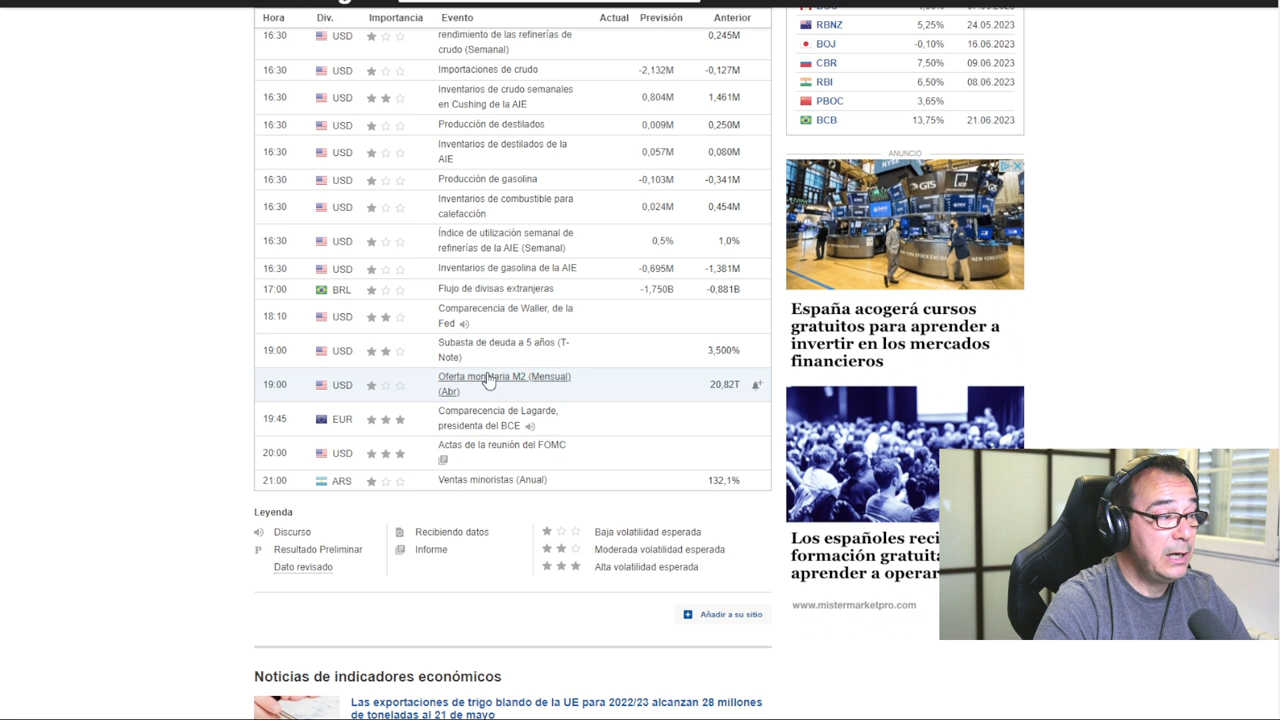 Hora Div. Importancia Evento Actual Previsión Anterior
16:30 USD rendimiento de las refinerías de 0,245M
crudo (Semanal)
16:30 USD Importaciones de crudo -2,132M -0,127M
16:30 USD Inventarios de crudo semanales 0,804M 1,461M
en Cushing de la AIE
16:30 USD Producción de destilados 0,009M 0,250M
16:30 USD Inventarios de destilados de la 0,057M 0,080M
AIE
16:30 USD Producción de gasolina -0,103M -0,341M
16:30 USD Inventarios de combustible para 0,024M 0,454M
calefacción
16:30 USD Índice de utilización semanal de 0,5% 1,0%
refinerías de la AIE (Semanal)
16:30 USD Inventarios de gasolina de la AIE -0,695M -1,381M
17:00 BRL Flujo de divisas extranjeras -1,750B -0,881B
18:10 USD Comparecencia de Waller, de la
Fed
19:00 USD Subasta de deuda a 5 años (T- 3,500%
Note)
19:00 USD Oferta monetaria M2 (Mensual) 20,82T
(Abr)
19:45 EUR Comparecencia de Lagarde,
presidenta del BCE
20:00 USD Actas de la reunión del FOMC
21:00 ARS Ventas minoristas (Anual) 132,1%
Leyenda
Discurso
P Resultado Preliminar
Dato revisado
Recibiendo datos
Informe
Baja volatilidad esperada
Moderada volatilidad esperada
Alta volatilidad esperada
Añadir a su sitio
Noticias de indicadores económicos
Las exportaciones de trigo blando de la UE para 2022/23 alcanzan 28 millones
de toneladas al 21 de mayo
RBNZ 5,25% 24.05.2023
BOJ -0,10% 16.06.2023
CBR 7,50% 09.06.2023
RBI 6,50% 08.06.2023
PBOC 3,65%
BCB 13,75% 21.06.2023
ANUNCIO
NYSE
GTS
ICE
España acogerá cursos
gratuitos para aprender a
invertir en los mercados
financieros
Los españoles reci
formación gratuita
aprender a operar
www.mistermarketpro.com